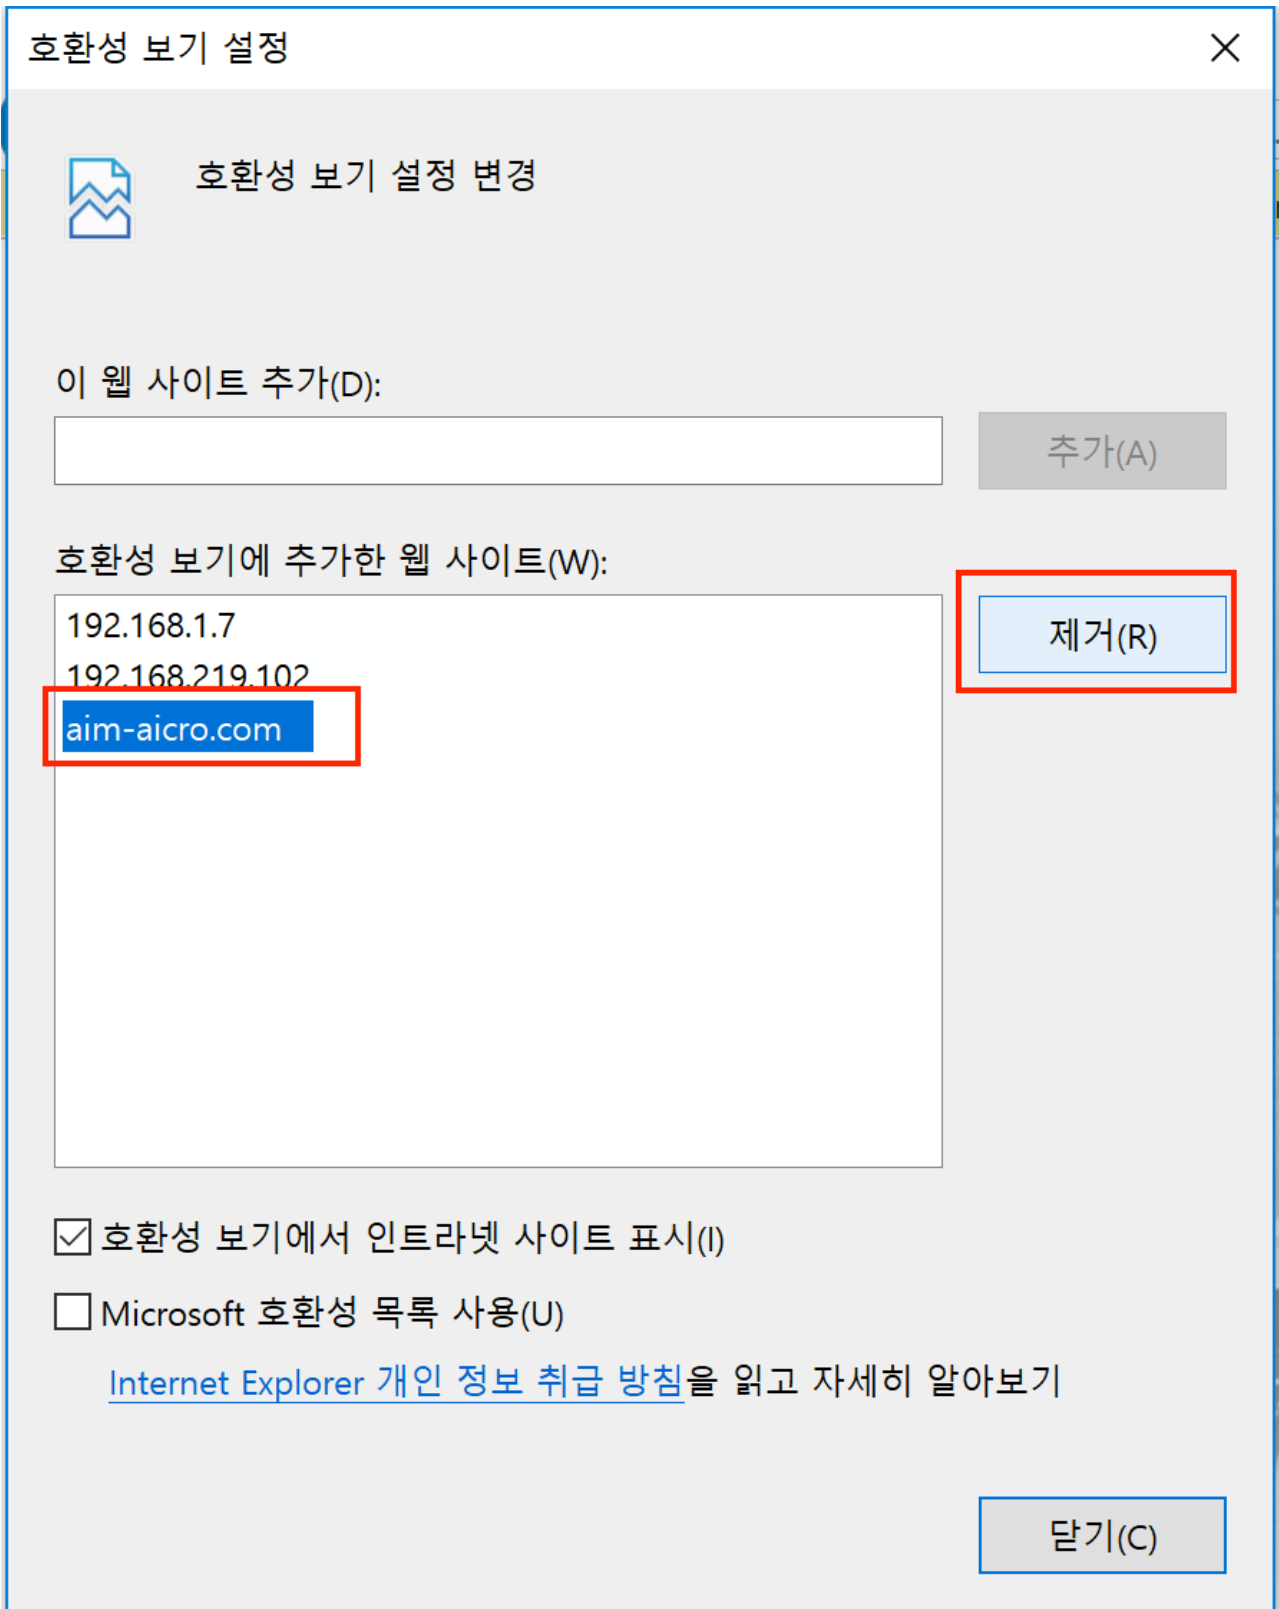 호환성 보기 설정
호환성 보기 설정 변경
이 웹 사이트 추가(D):
추가(A)
호환성 보기에 추가한 웹 사이트(W):
192.168.1.7
제거(R)
192.168.219.102
aim-aicro.com
호환성 보기에서 인트라넷 사이트 표시(I)
Microsoft 호환성 목록 사용(U)
Internet Explorer 개인 정보 취급 방침을 읽고 자세히 알아보기
닫기(C)